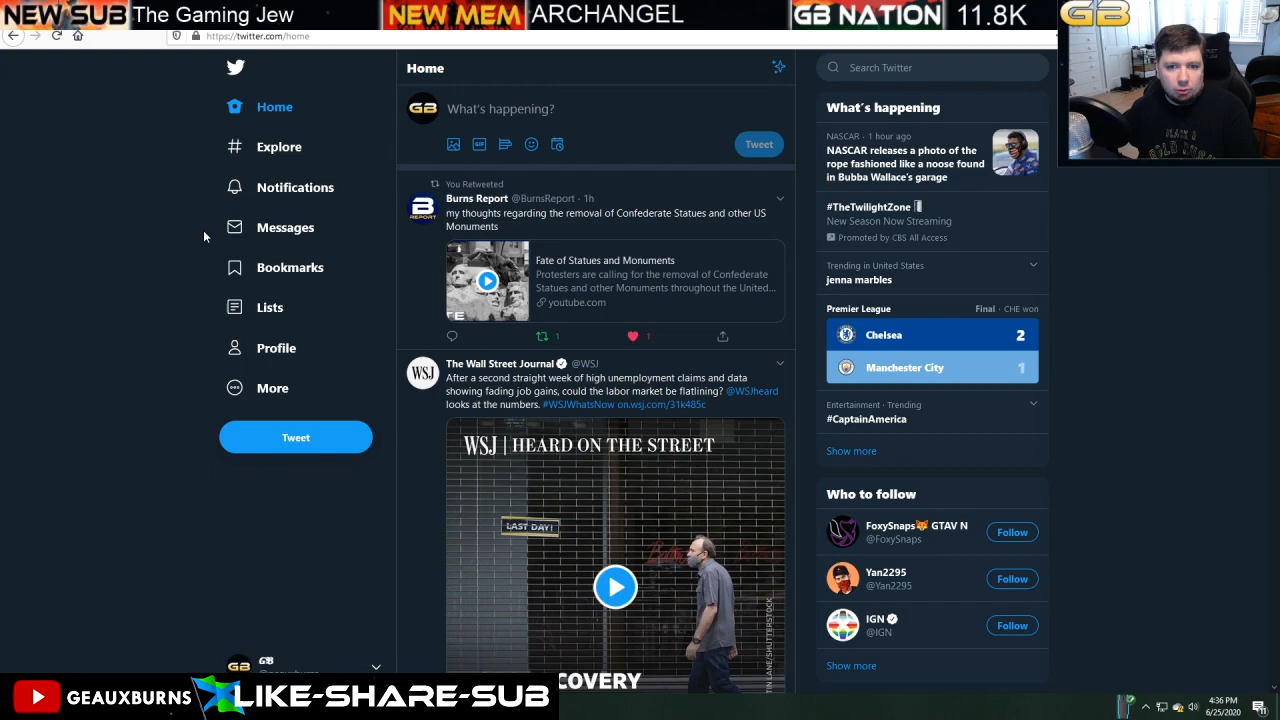 NEW SUB The Gaming Jew NEW MEM ARCHANGEL GB NATION 11.8K GB
https://twitter.com/home
Home
Explore
Notifications
Messages
Bookmarks
Lists
Profile
More
Tweet
GB
Home
GB What's happening?
GIF
Tweet
You Retweeted
Burns Report @BurnsReport · 1h
B REPORT
my thoughts regarding the removal of Confederate Statues and other US
Monuments
Fate of Statues and Monuments
Protesters are calling for the removal of Confederate
Statues and other Monuments throughout the United...
youtube.com
1 1
The Wall Street Journal @WSJ
WSJ
After a second straight week of high unemployment claims and data
showing fading job gains, could the labor market be flatlining? @WSJheard
looks at the numbers. #WSJWhatsNow on.wsj.com/31k485c
WSJ | HEARD ON THE STREET
LAST DAY!
COVERY
Search Twitter
What's happening
NASCAR · 1 hour ago
NASCAR releases a photo of the
rope fashioned like a noose found
in Bubba Wallace's garage
#TheTwilightZone
New Season Now Streaming
Promoted by CBS All Access
Trending in United States
jenna marbles
Premier League Final · CHE won
Chelsea 2
Manchester City 1
Entertainment · Trending
#CaptainAmerica
Show more
Who to follow
FoxySnaps🦊 GTAV N
@FoxySnaps
Follow
Yan2295
@Yan2295
Follow
IGN
@IGN
Follow
Show more
GB
GEAUXBURNS LIKE-SHARE-SUB
4:36 PM
6/25/2020